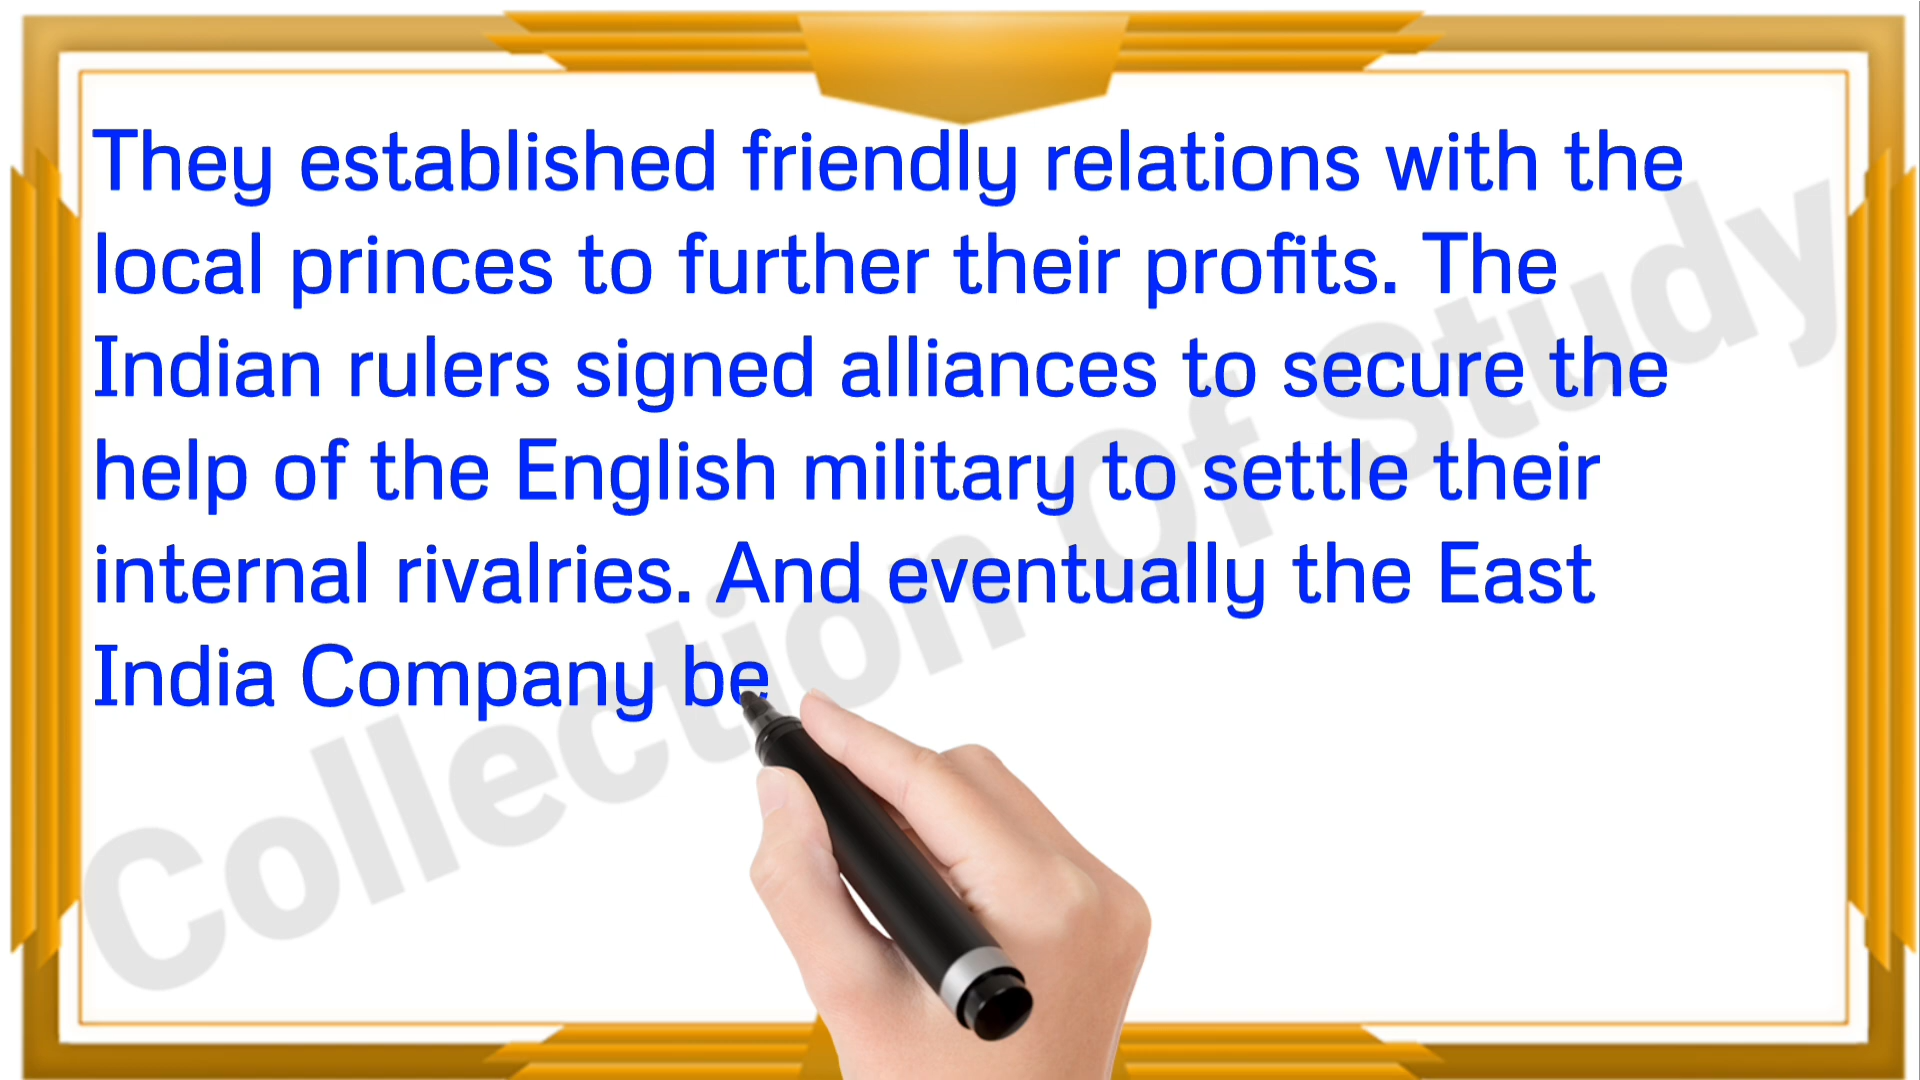 They established friendly relations with the
local princes to further their profits. The
Indian rulers signed alliances to secure the
help of the English military to settle their
internal rivalries. And eventually the East
India Company be
Collection Of Study